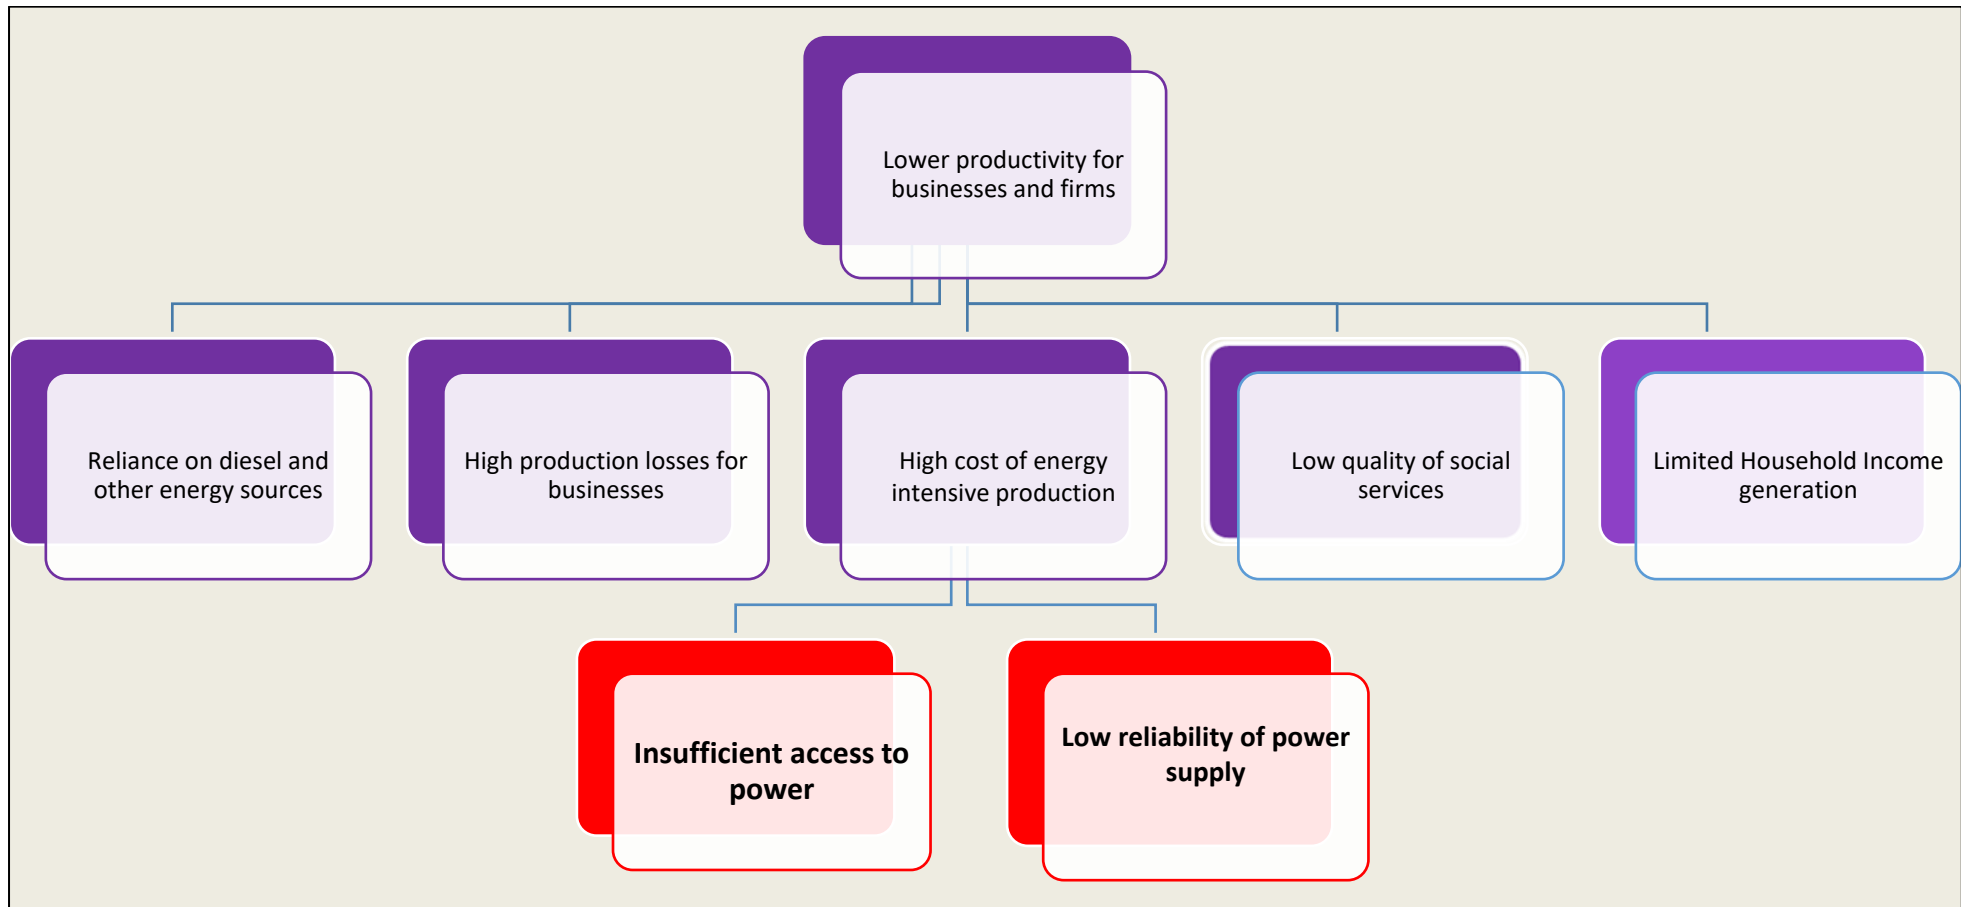 Lower productivity for
businesses and firms
Reliance on diesel and
other energy sources
High production losses for
businesses
High cost of energy
intensive production
Low quality of social
services
Limited Household Income
generation
Insufficient access to
power
Low reliability of power
supply